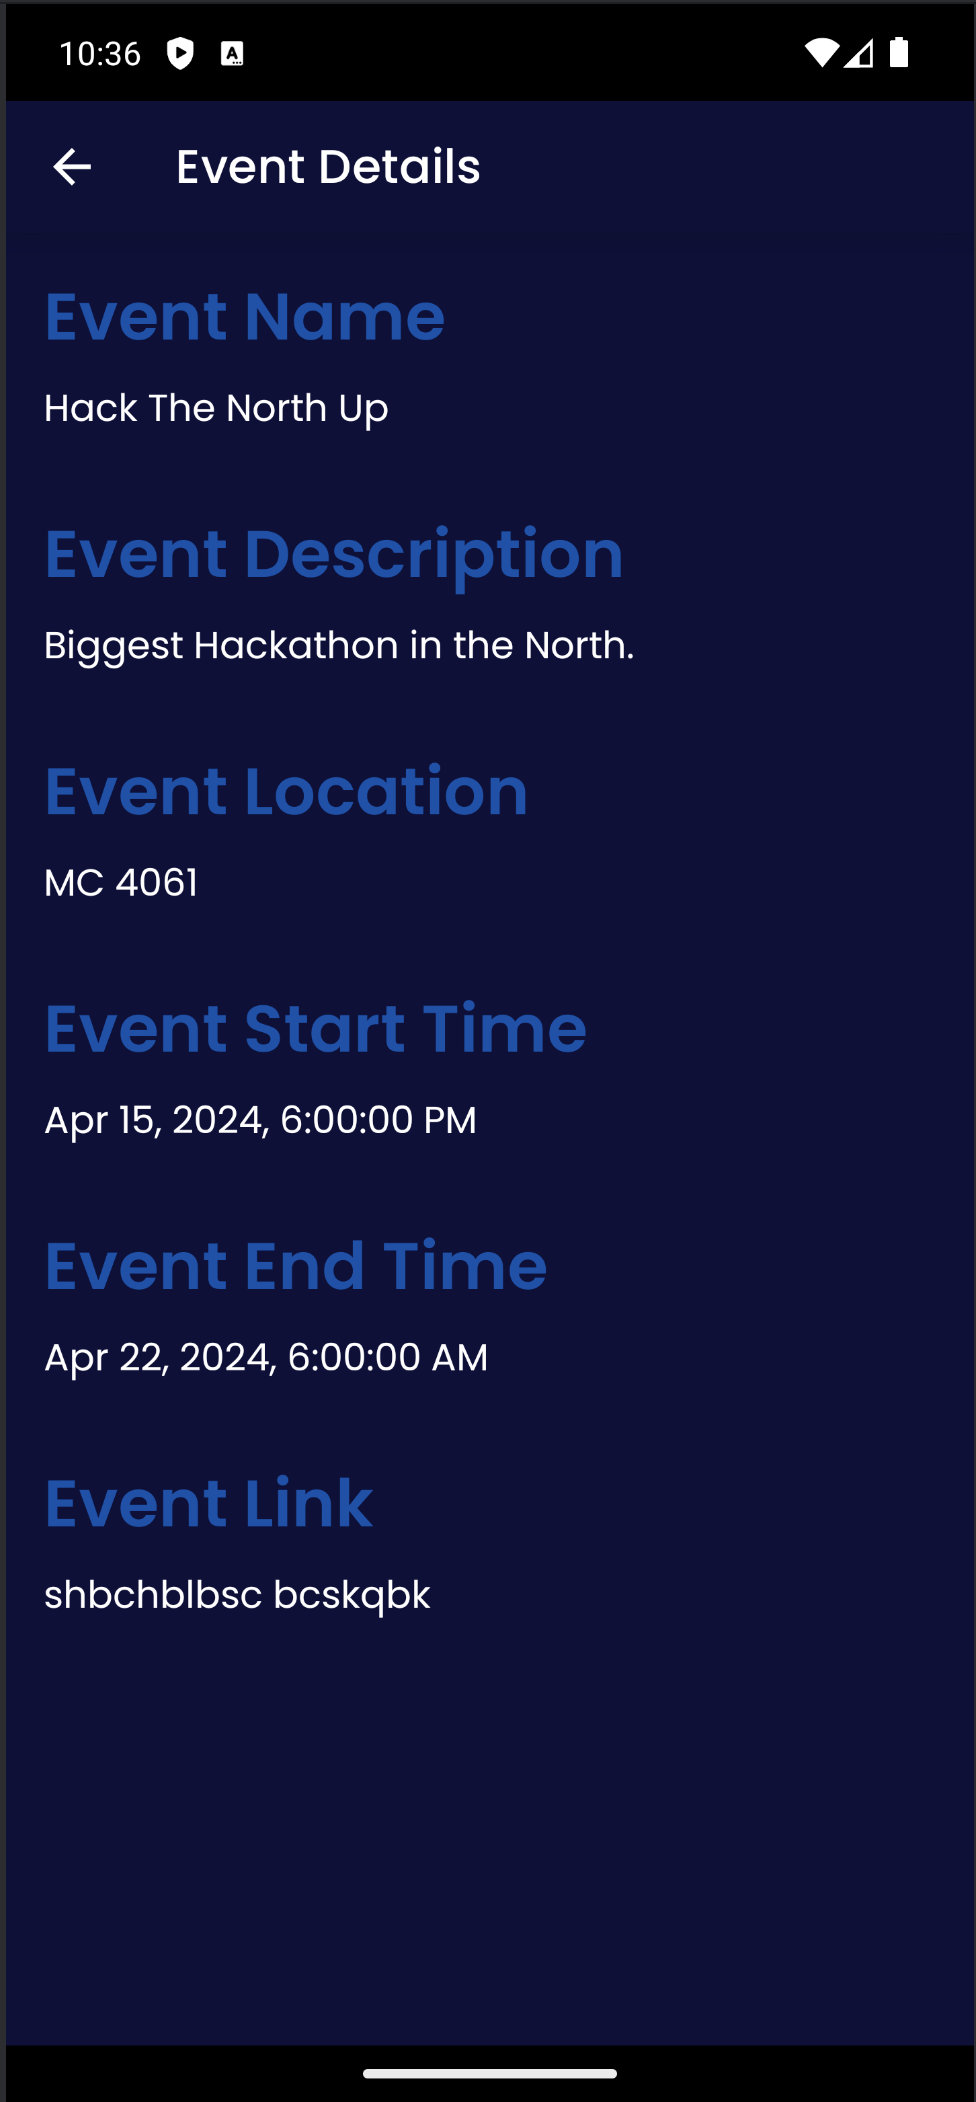 10:36
Event Details
Event Name
Hack The North Up
Event Description
Biggest Hackathon in the North.
Event Location
MC 4061
Event Start Time
Apr 15, 2024, 6:00:00 PM
Event End Time
Apr 22, 2024, 6:00:00 AM
Event Link
shbchblbsc bcskqbk